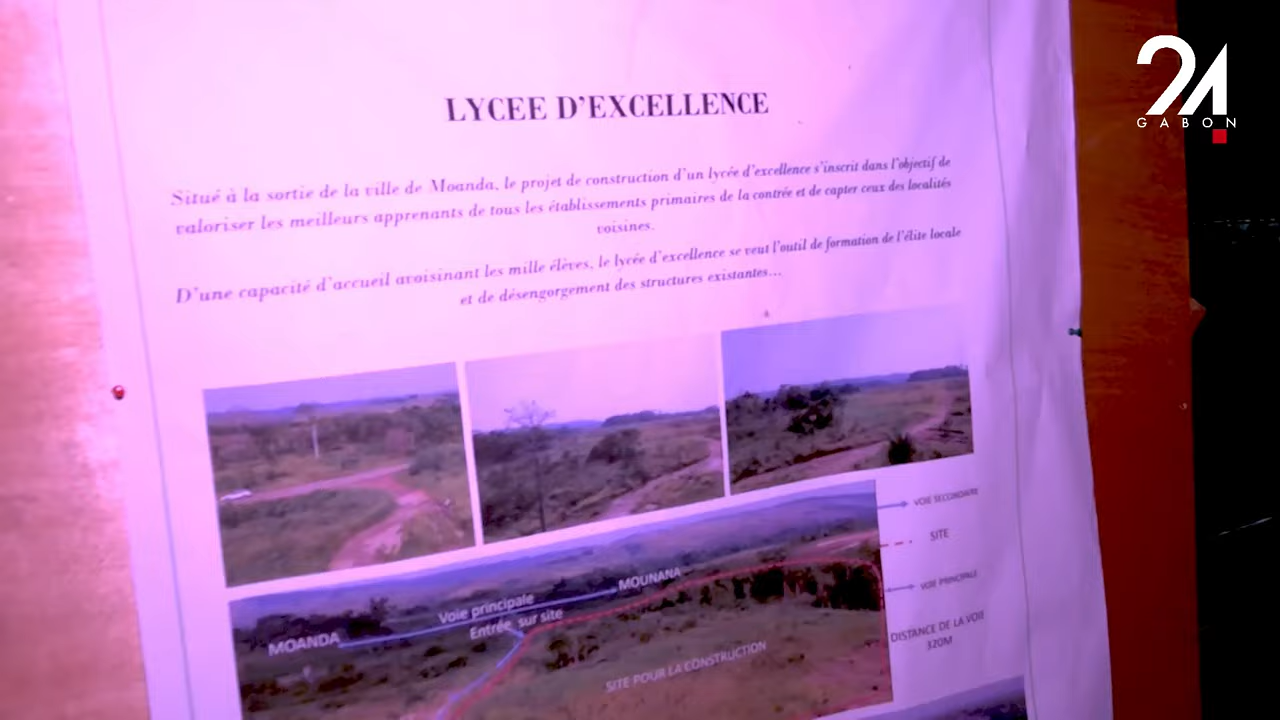 24
GABON
LYCEE D'EXCELLENCE
Situé à la sortie de la ville de Moanda, le projet de construction d'un lycée d'excellence s'inscrit dans l'objectif de
valoriser les meilleurs apprenants de tous les établissements primaires de la contrée et de capter ceux des localités
voisines.
D'une capacité d'accueil avoisinant les mille élèves, le lycée d'excellence se veut l'outil de formation de l'élite locale
et de désengorgement des structures existantes...
VOIE SECONDAIRE
SITE
VOIE PRINCIPALE
DISTANCE DE LA VOIE
320M
MOUNANA
Voie principale
Entrée sur site
MOANDA
SITE POUR LA CONSTRUCTION